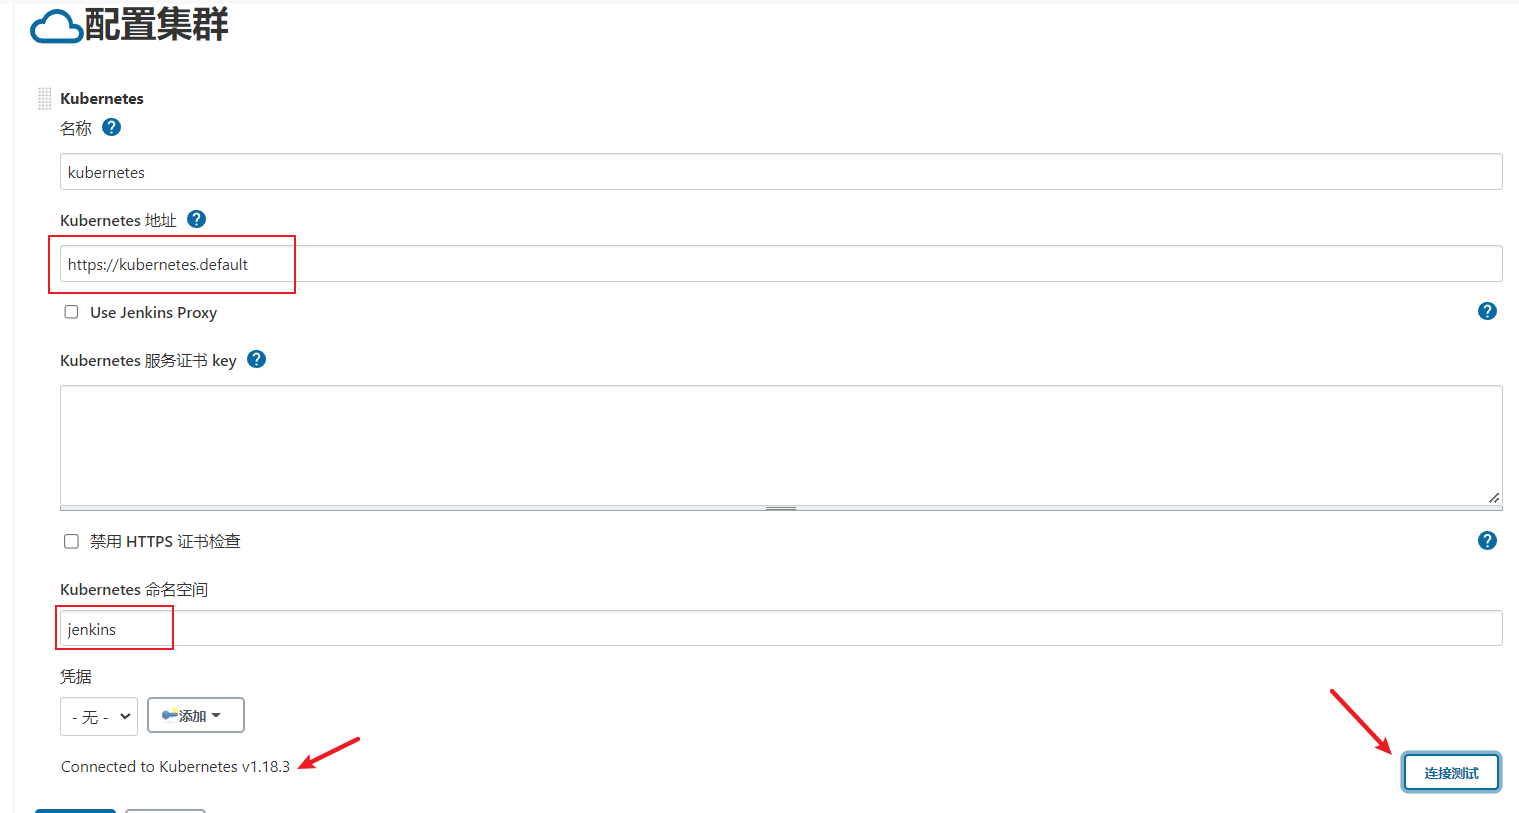 配置集群
Kubernetes
名称 ?
kubernetes
Kubernetes 地址 ?
https://kubernetes.default
Use Jenkins Proxy ?
Kubernetes 服务证书 key ?
禁用 HTTPS 证书检查 ?
Kubernetes 命名空间
jenkins
凭据
- 无 - 添加
Connected to Kubernetes v1.18.3
连接测试